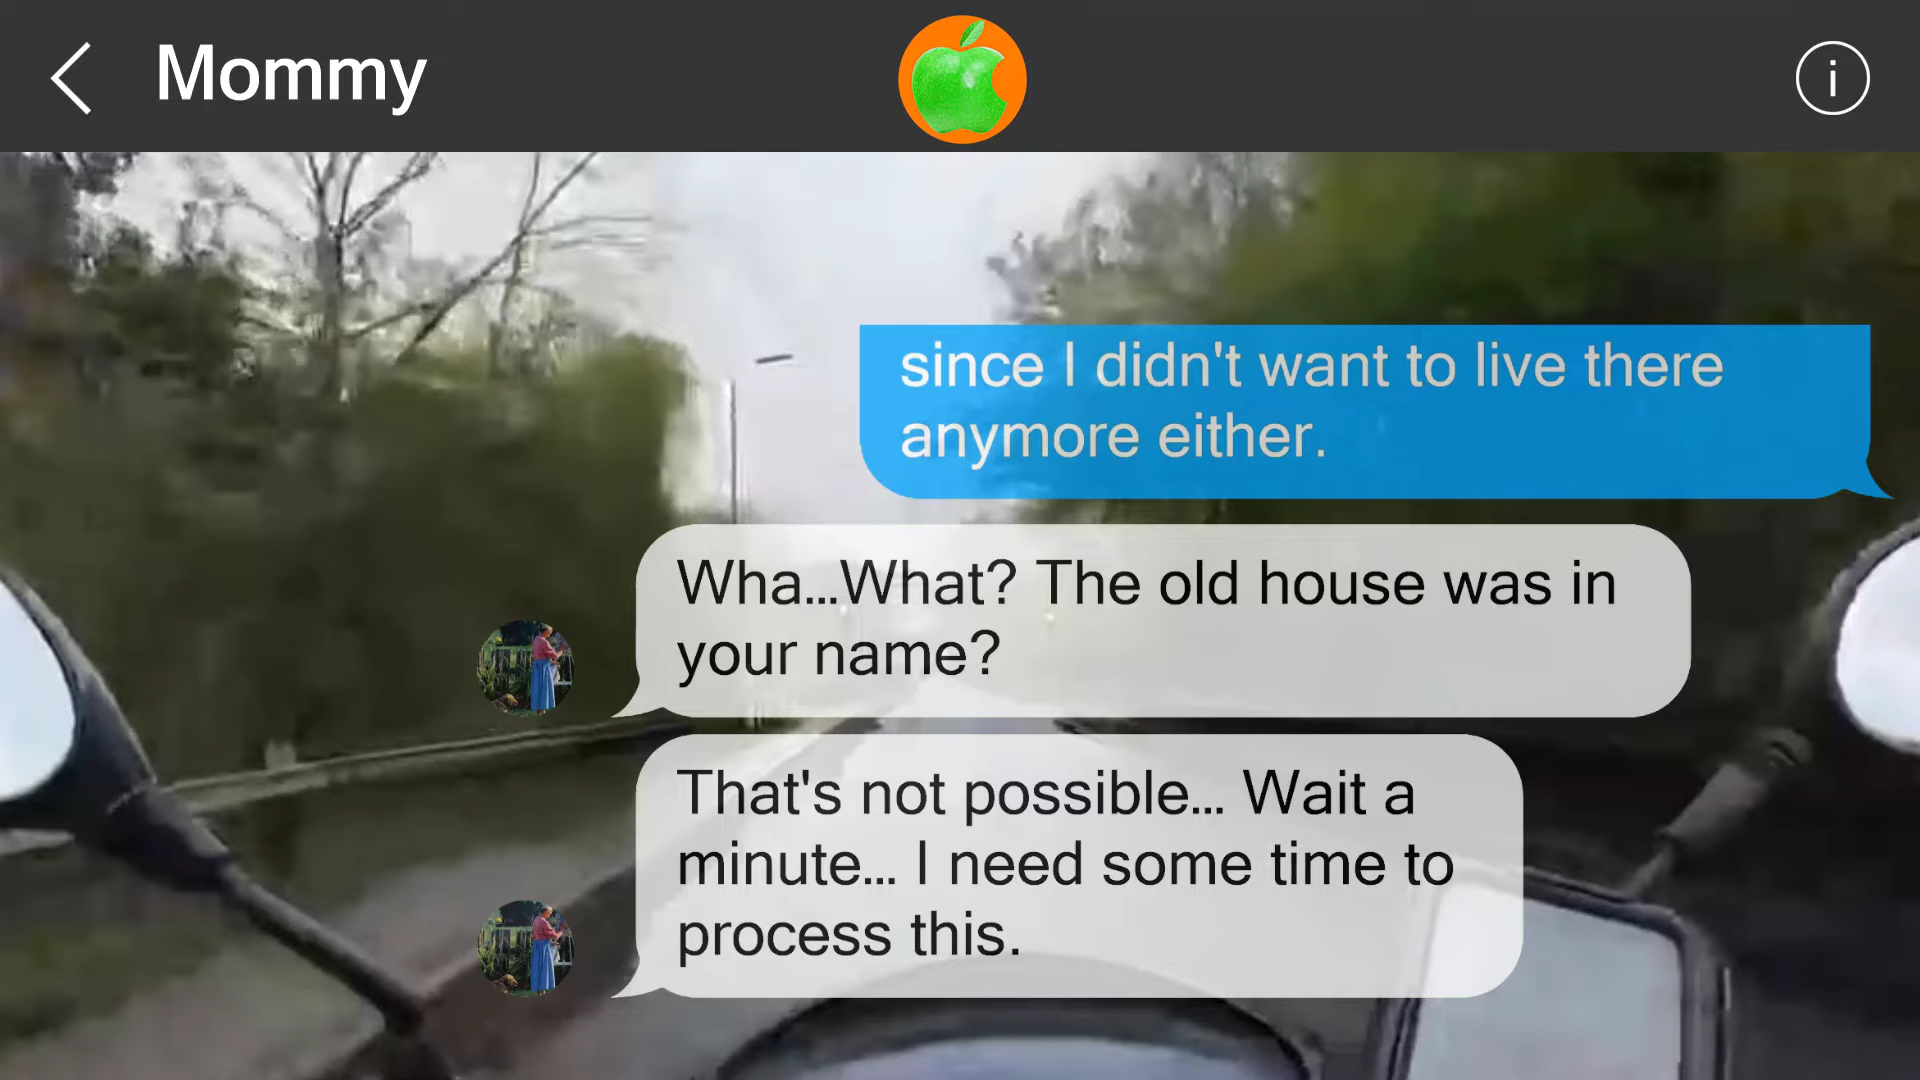 Mommy
i
since I didn't want to live there
anymore either.
Wha...What? The old house was in
your name?
That's not possible... Wait a
minute... I need some time to
process this.